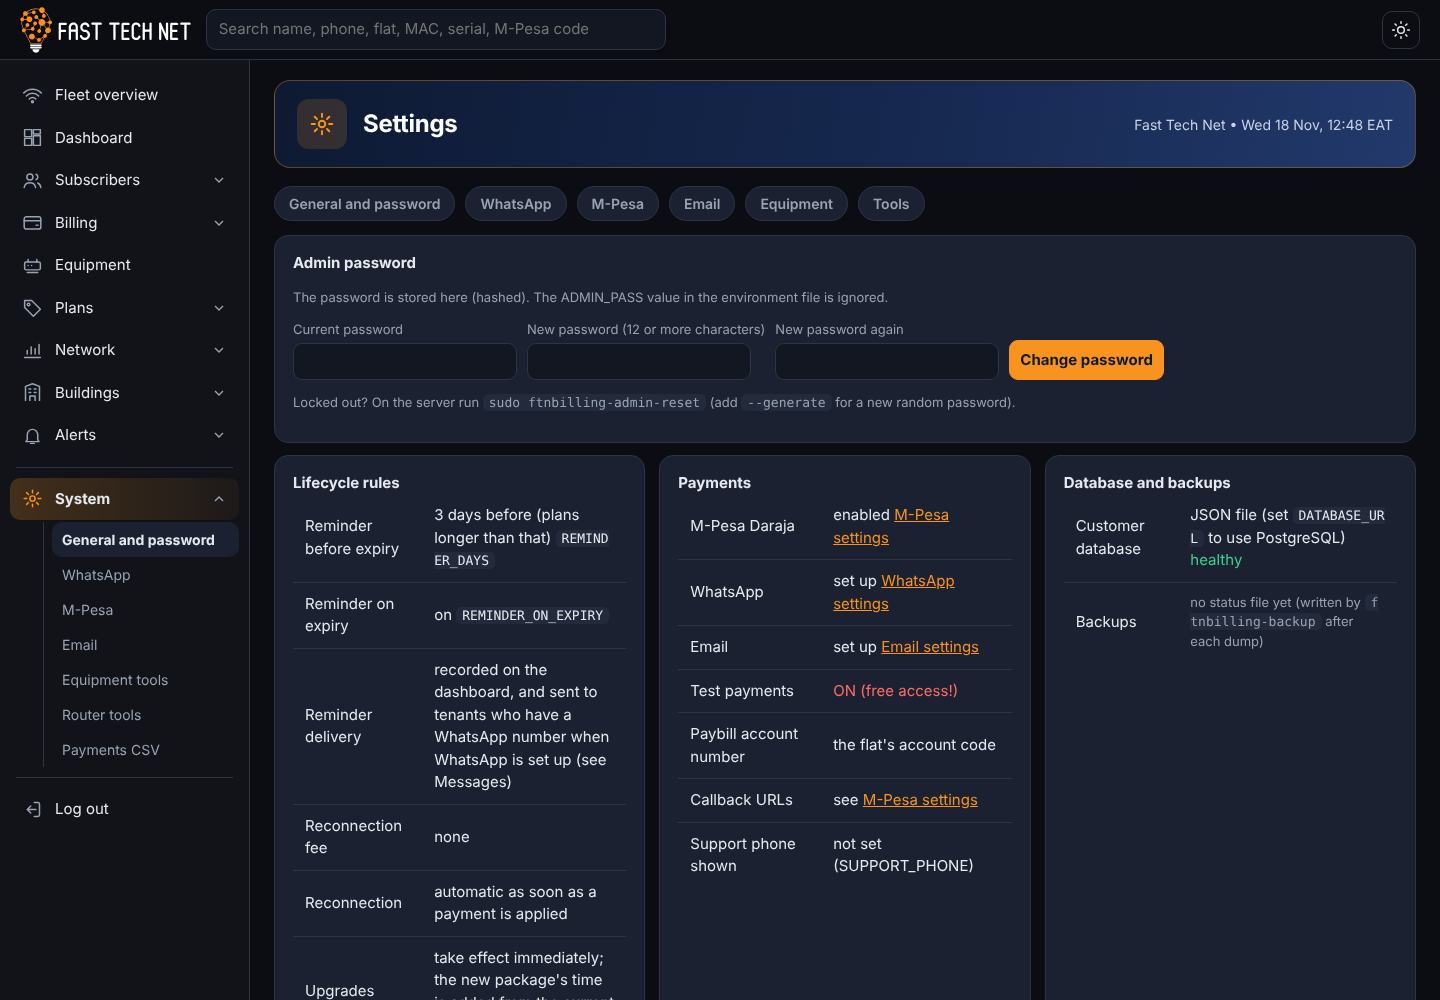 FAST TECH NET
Search name, phone, flat, MAC, serial, M-Pesa code
Fleet overview
Dashboard
Subscribers
Billing
Equipment
Plans
Network
Buildings
Alerts
System
General and password
WhatsApp
M-Pesa
Email
Equipment tools
Router tools
Payments CSV
Log out
Settings
Fast Tech Net • Wed 18 Nov, 12:48 EAT
General and password
WhatsApp
M-Pesa
Email
Equipment
Tools
Admin password
The password is stored here (hashed). The ADMIN_PASS value in the environment file is ignored.
Current password
New password (12 or more characters)
New password again
Change password
Locked out? On the server run sudo ftnbilling-admin-reset (add --generate for a new random password).
Lifecycle rules
Reminder
before expiry
3 days before (plans
longer than that) REMIND
ER_DAYS
Reminder on
expiry
on REMINDER_ON_EXPIRY
Reminder
delivery
recorded on the
dashboard, and sent to
tenants who have a
WhatsApp number when
WhatsApp is set up (see
Messages)
Reconnection
fee
none
Reconnection
automatic as soon as a
payment is applied
Upgrades
take effect immediately;
the new package's time
is added from the current
Payments
M-Pesa Daraja
enabled M-Pesa
settings
WhatsApp
set up WhatsApp
settings
Email
set up Email settings
Test payments
ON (free access!)
Paybill account
number
the flat's account code
Callback URLs
see M-Pesa settings
Support phone
shown
not set
(SUPPORT_PHONE)
Database and backups
Customer
database
JSON file (set DATABASE_UR
L to use PostgreSQL)
healthy
Backups
no status file yet (written by f
tnbilling-backup after
each dump)